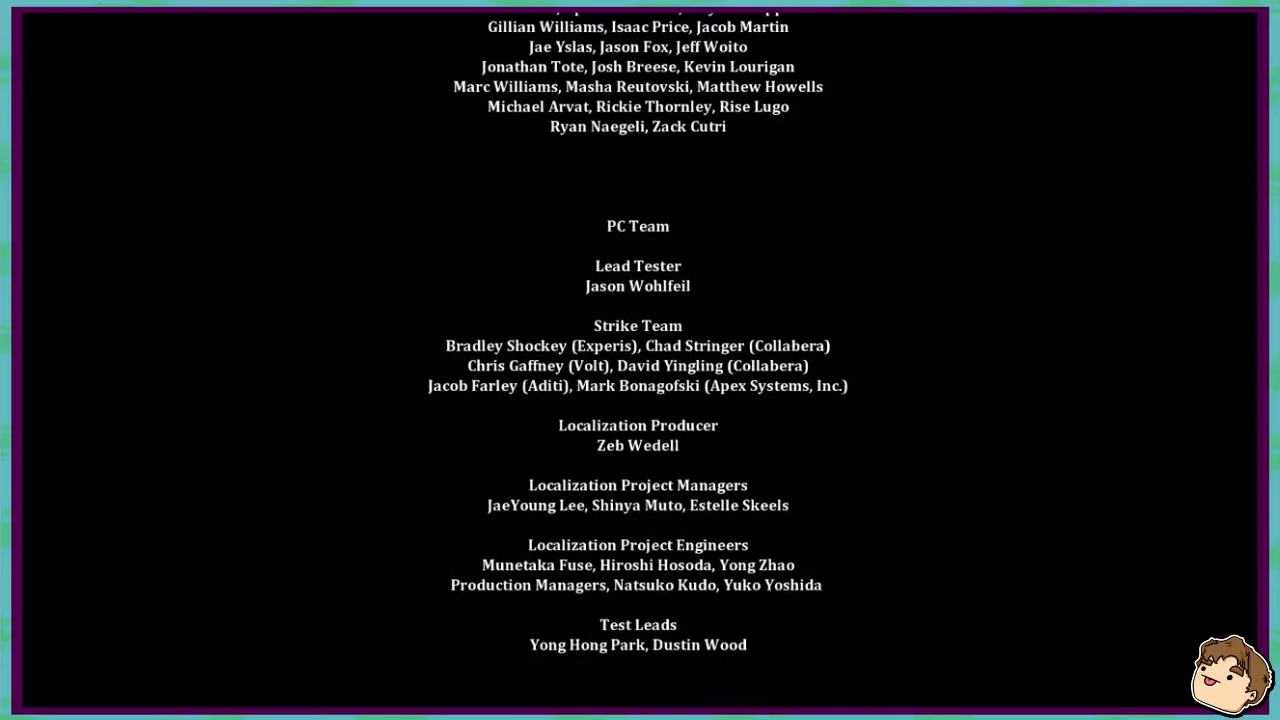 Gillian Williams, Isaac Price, Jacob Martin
Jae Yslas, Jason Fox, Jeff Woito
Jonathan Tote, Josh Breese, Kevin Lourigan
Marc Williams, Masha Reutovski, Matthew Howells
Michael Arvat, Rickie Thornley, Rise Lugo
Ryan Naegeli, Zack Cutri
PC Team
Lead Tester
Jason Wohlfeil
Strike Team
Bradley Shockey (Experis), Chad Stringer (Collabera)
Chris Gaffney (Volt), David Yingling (Collabera)
Jacob Farley (Aditi), Mark Bonagofski (Apex Systems, Inc.)
Localization Producer
Zeb Wedell
Localization Project Managers
JaeYoung Lee, Shinya Muto, Estelle Skeels
Localization Project Engineers
Munetaka Fuse, Hiroshi Hosoda, Yong Zhao
Production Managers, Natsuko Kudo, Yuko Yoshida
Test Leads
Yong Hong Park, Dustin Wood